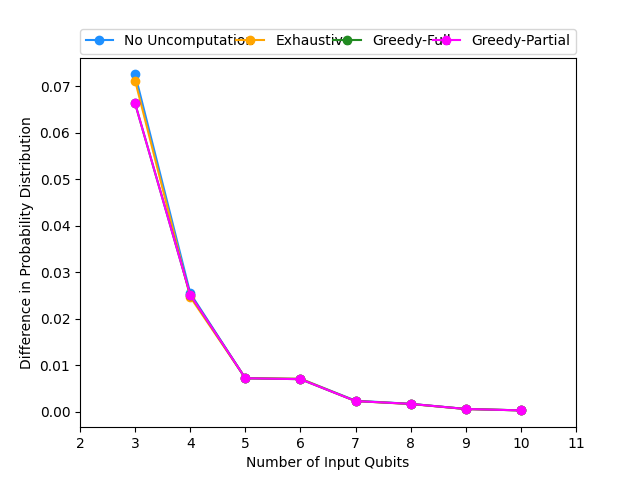 No Uncomputation Exhaustive Greedy-Full Greedy-Partial
Difference in Probability Distribution
0.07
0.06
0.05
0.04
0.03
0.02
0.01
0.00
2 3 4 5 6 7 8 9 10 11
Number of Input Qubits